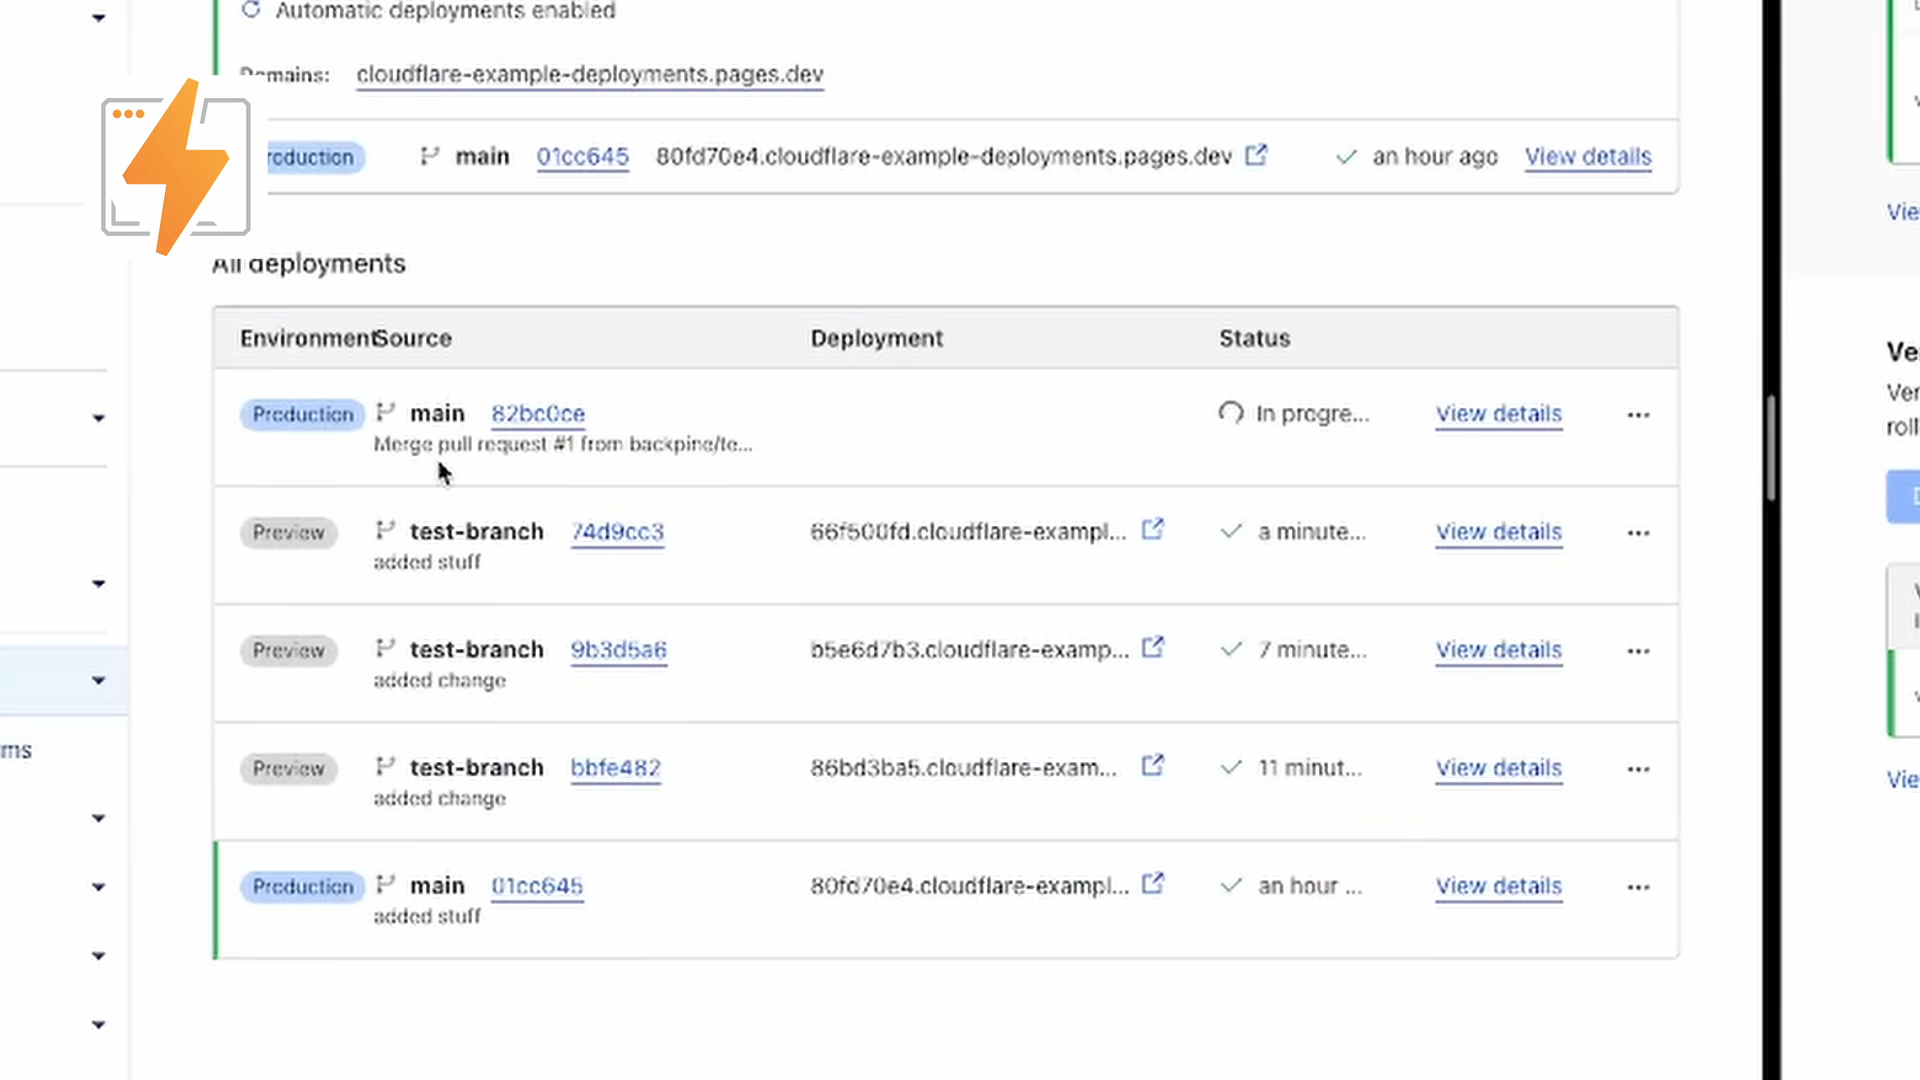 Automatic deployments enabled
Domains: cloudflare-example-deployments.pages.dev
roduction main 01cc645 80fd70e4.cloudflare-example-deployments.pages.dev an hour ago View details
All deployments
Environment Source Deployment Status
Production main 82bc0ce In progre... View details ...
Merge pull request #1 from backpine/te...
Preview test-branch 74d9cc3 66f500fd.cloudflare-exampl... a minute... View details ...
added stuff
Preview test-branch 9b3d5a6 b5e6d7b3.cloudflare-examp... 7 minute... View details ...
added change
Preview test-branch bbfe482 86bd3ba5.cloudflare-exam... 11 minut... View details ...
added change
Production main 01cc645 80fd70e4.cloudflare-exampl... an hour ... View details ...
added stuff
ms
Vie
Ve
Ver
roll
Vie